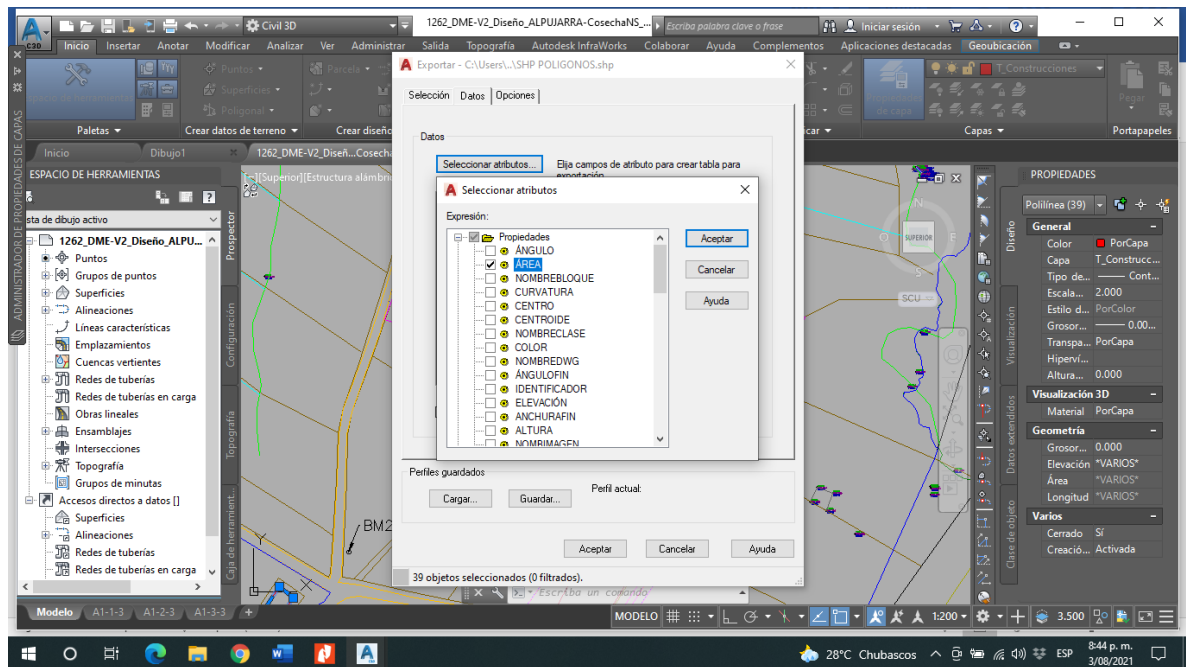 Civil 3D
1262_DME-V2_Diseño_ALPUJARRA-CosechaNS_...
Escriba palabra clave o frase
Iniciar sesión
C3D
Inicio
Insertar
Anotar
Modificar
Analizar
Ver
Administrar
Salida
Topografía
Autodesk InfraWorks
Colaborar
Ayuda
Complementos
Aplicaciones destacadas
Geoubicación
Puntos
Superficies
Poligonal
Parcela
T_Construcciones
Pegar
Paletas
Crear datos de terreno
Crear diseño
Capas
Portapapeles
Inicio
Dibujo1
1262_DME-V2_Diseñ...Cosech
ESPACIO DE HERRAMIENTAS
sta de dibujo activo
1262_DME-V2_Diseño_ALPU...
Puntos
Grupos de puntos
Superficies
Alineaciones
Líneas características
Emplazamientos
Cuencas vertientes
Redes de tuberías
Redes de tuberías en carga
Obras lineales
Ensamblajes
Intersecciones
Topografía
Grupos de minutas
Accesos directos a datos []
Superficies
Alineaciones
Redes de tuberías
Redes de tuberías en carga
ADMINISTRADOR DE PROPIEDADES DE CAPAS
Prospector
Configuración
Topografía
Caja de herramient...
[-][Superior][Estructura alámbri
BM2
Y
X
Exportar - C:\Users\..\SHP POLIGONOS.shp
Selección
Datos
Opciones
Datos
Seleccionar atributos...
Elija campos de atributo para crear tabla para
exportación
Seleccionar atributos
Expresión:
Propiedades
ÁNGULO
ÁREA
NOMBREBLOQUE
CURVATURA
CENTRO
CENTROIDE
NOMBRECLASE
COLOR
NOMBREDWG
ÁNGULOFIN
IDENTIFICADOR
ELEVACIÓN
ANCHURAFIN
ALTURA
NOMBIMAGEN
Aceptar
Cancelar
Ayuda
Perfiles guardados
Cargar...
Guardar...
Perfil actual:
Aceptar
Cancelar
Ayuda
39 objetos seleccionados (0 filtrados).
Escriba un comando
N
O
SUPERIOR
E
S
SCU
PROPIEDADES
Polilínea (39)
General
Color PorCapa
Capa T_Construcc...
Tipo de... Cont...
Escala... 2.000
Estilo d... PorColor
Grosor... 0.00...
Transpa... PorCapa
Hiperví...
Altura... 0.000
Visualización 3D
Material PorCapa
Geometría
Grosor... 0.000
Elevación *VARIOS*
Área *VARIOS*
Longitud *VARIOS*
Varios
Cerrado Sí
Creació... Activada
Diseño
Visualización
Datos extendidos
Clase de objeto
Modelo
A1-1-3
A1-2-3
A1-3-3
MODELO
1:200
3.500
28°C Chubascos
ESP
8:44 p. m.
3/08/2021